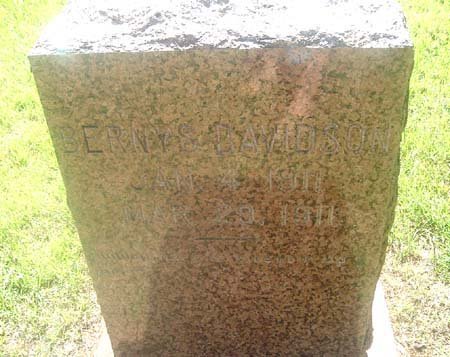 BERNYS DAVIDSON
JAN. 4, 1911
MAR. 29, 1911